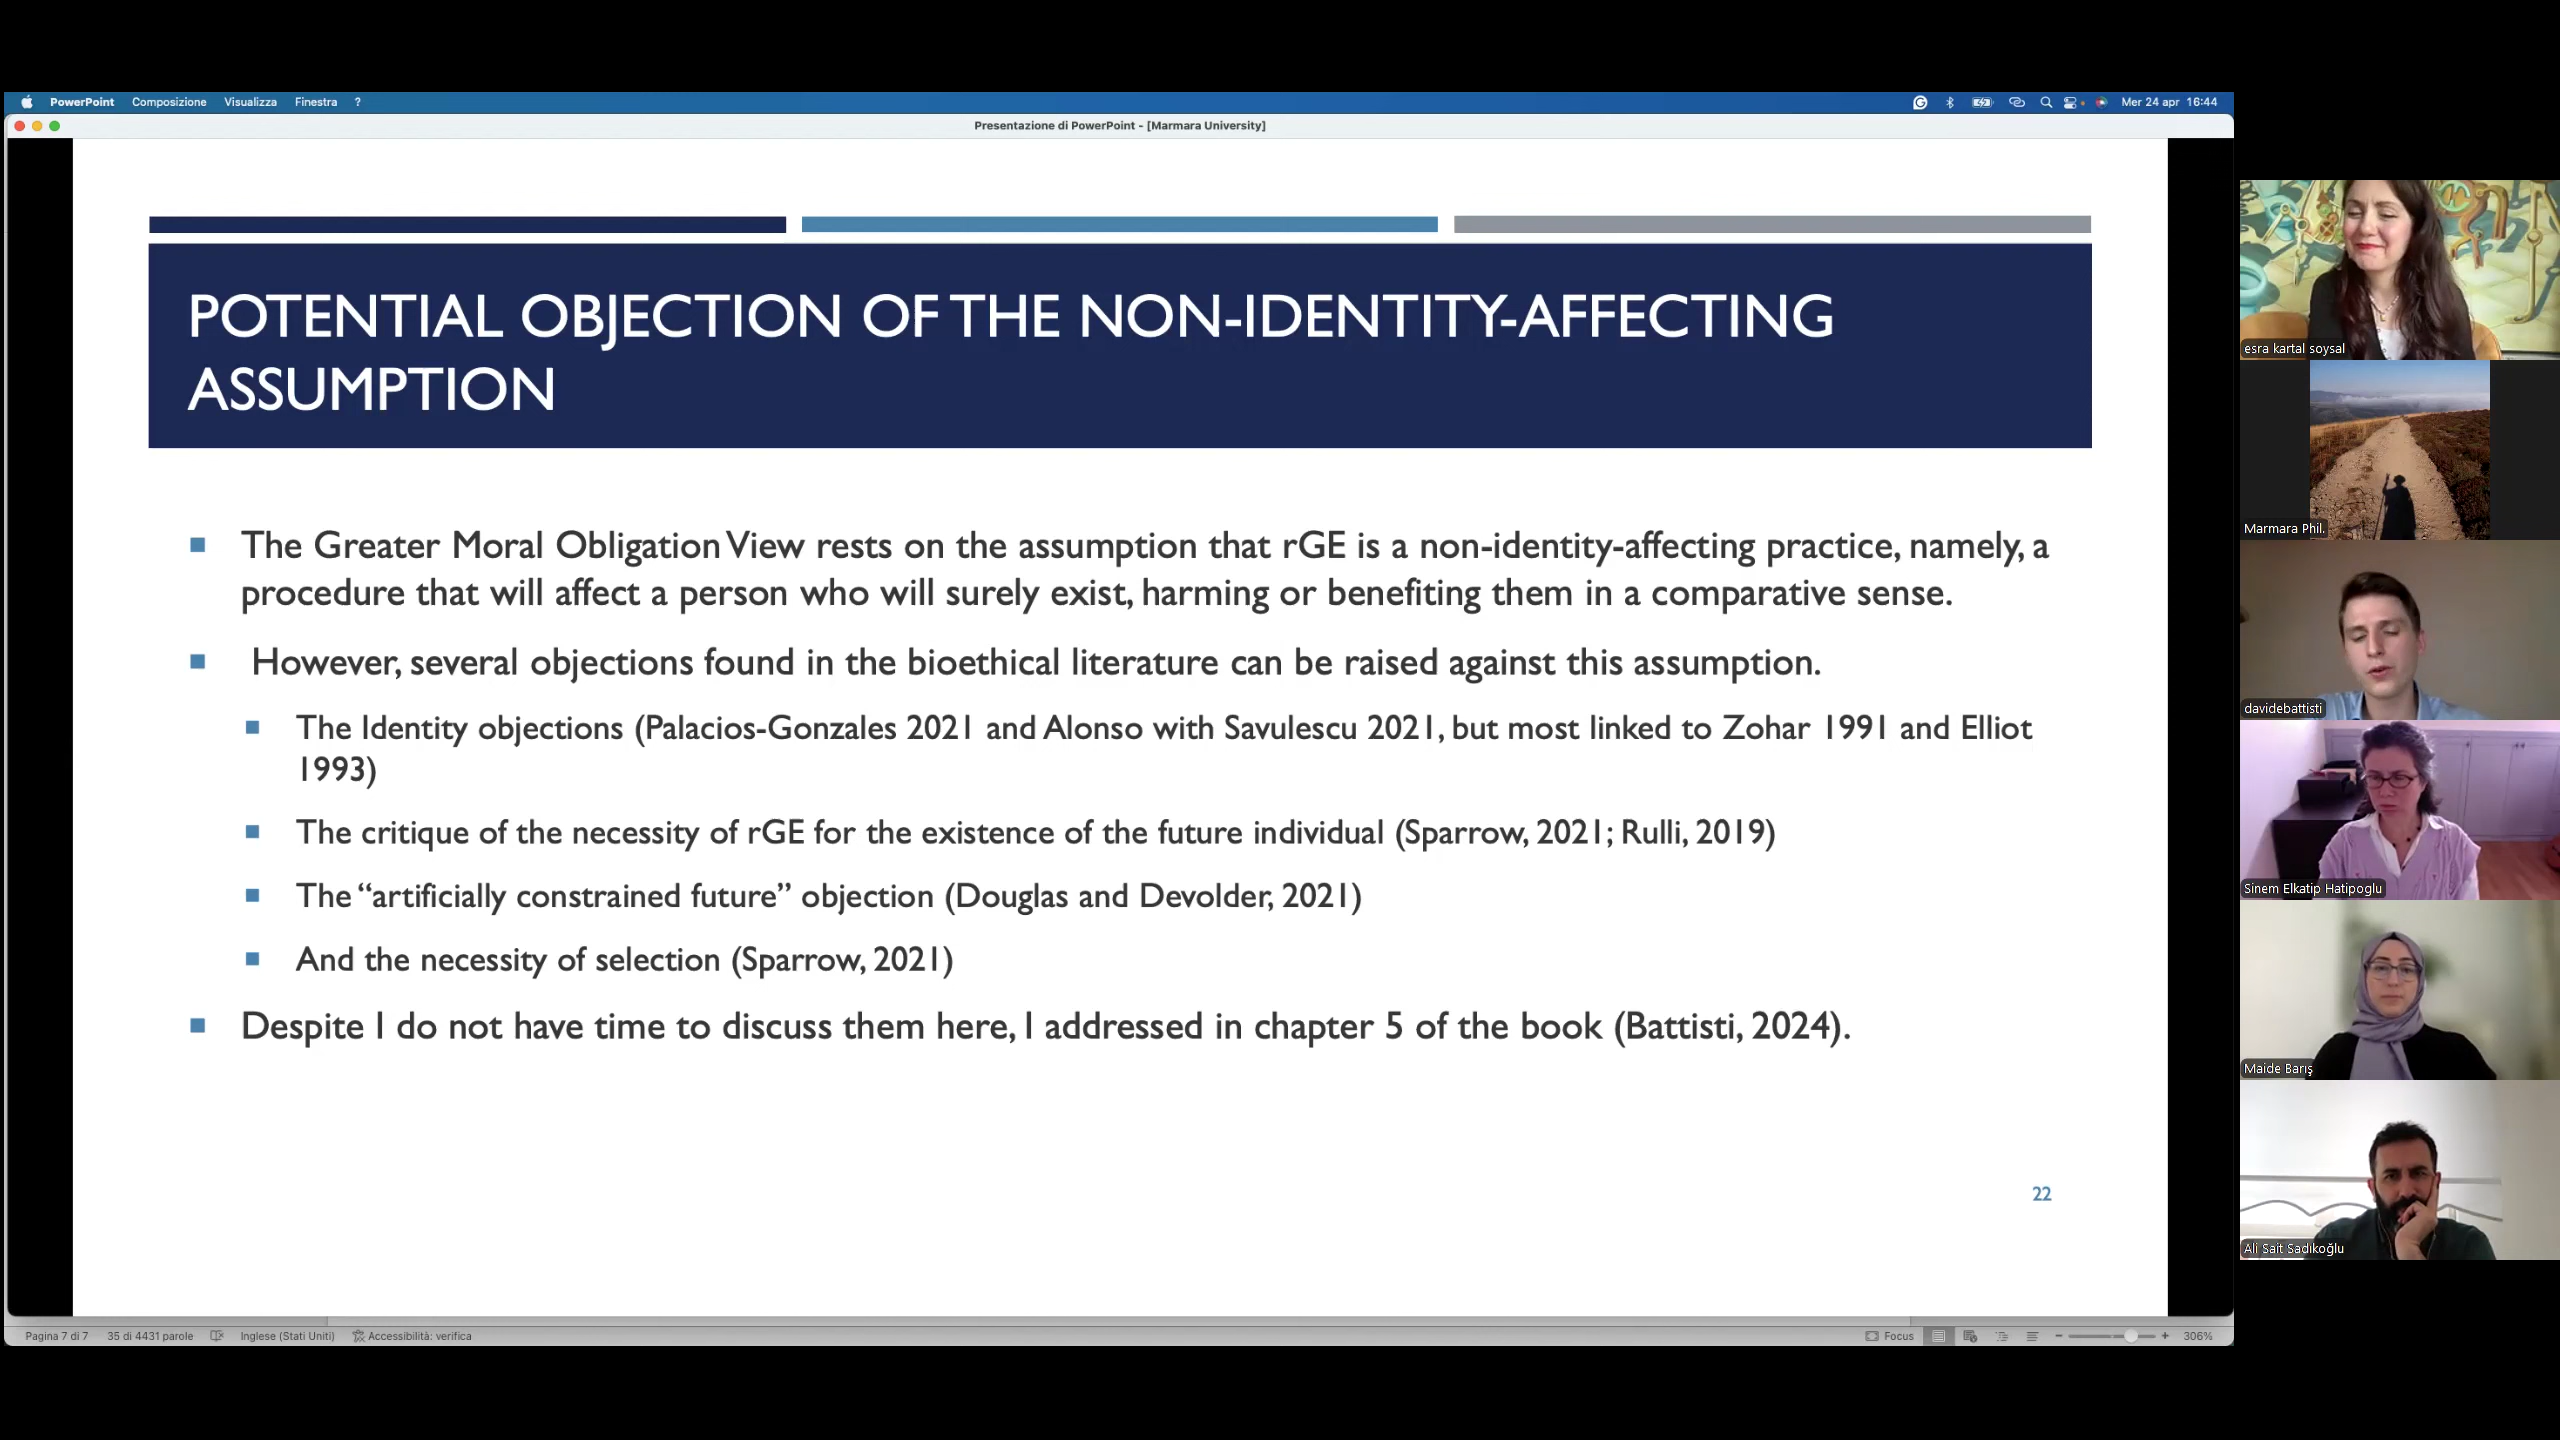 PowerPoint Composizione Visualizza Finestra ?
Mer 24 apr 16:44
Presentazione di PowerPoint - [Marmara University]
POTENTIAL OBJECTION OF THE NON-IDENTITY-AFFECTING
ASSUMPTION
The Greater Moral Obligation View rests on the assumption that rGE is a non-identity-affecting practice, namely, a
procedure that will affect a person who will surely exist, harming or benefiting them in a comparative sense.
However, several objections found in the bioethical literature can be raised against this assumption.
The Identity objections (Palacios-Gonzales 2021 and Alonso with Savulescu 2021, but most linked to Zohar 1991 and Elliot
1993)
The critique of the necessity of rGE for the existence of the future individual (Sparrow, 2021; Rulli, 2019)
The “artificially constrained future” objection (Douglas and Devolder, 2021)
And the necessity of selection (Sparrow, 2021)
Despite I do not have time to discuss them here, I addressed in chapter 5 of the book (Battisti, 2024).
22
Pagina 7 di 7 35 di 4431 parole Inglese (Stati Uniti) Accessibilità: verifica
Focus
306%
esra kartal soysal
Marmara Phil.
davidebattisti
Sinem Elkatip Hatipoglu
Maide Barış
Ali Sait Sadıkoğlu